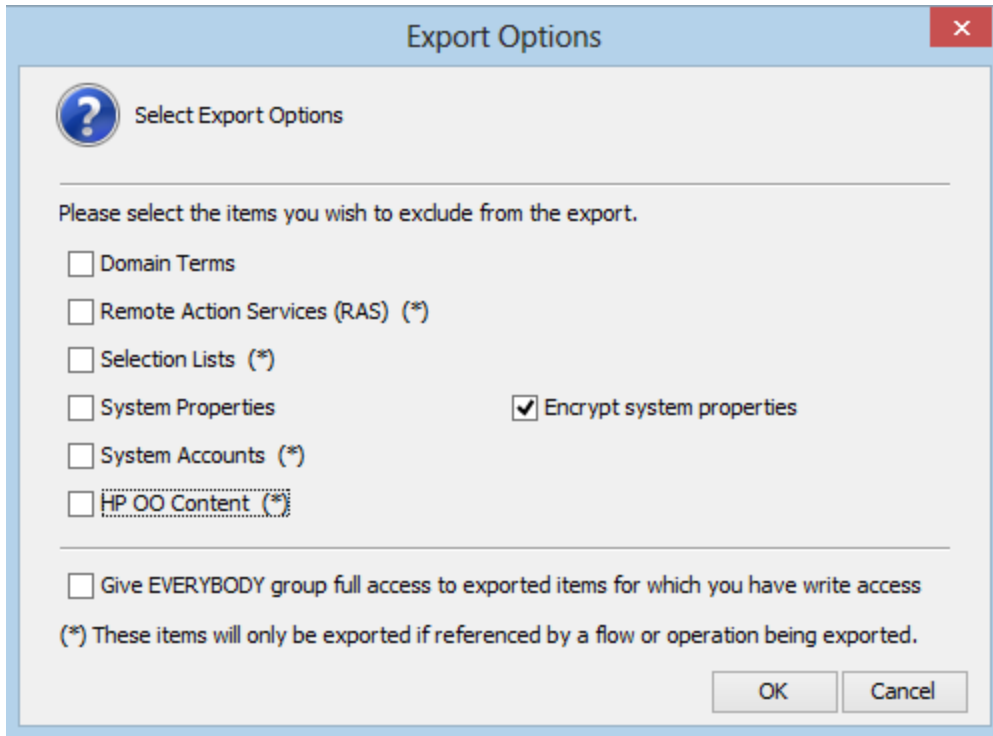 Export Options
Select Export Options
Please select the items you wish to exclude from the export.
Domain Terms
Remote Action Services (RAS) (*)
Selection Lists (*)
System Properties
Encrypt system properties
System Accounts (*)
HP OO Content (*)
Give EVERYBODY group full access to exported items for which you have write access
(*) These items will only be exported if referenced by a flow or operation being exported.
OK
Cancel